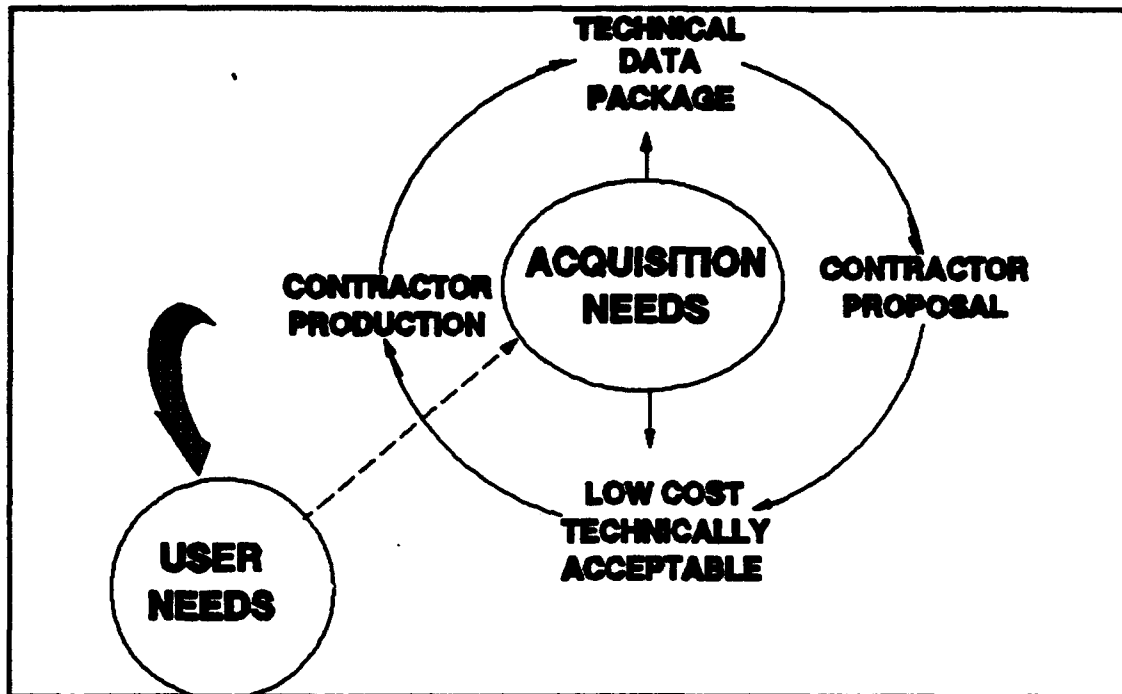 TECHNICAL
DATA
PACKAGE
ACQUISITION
NEEDS
CONTRACTOR
PROPOSAL
CONTRACTOR
PRODUCTION
LOW COST
TECHNICALLY
ACCEPTABLE
USER
NEEDS